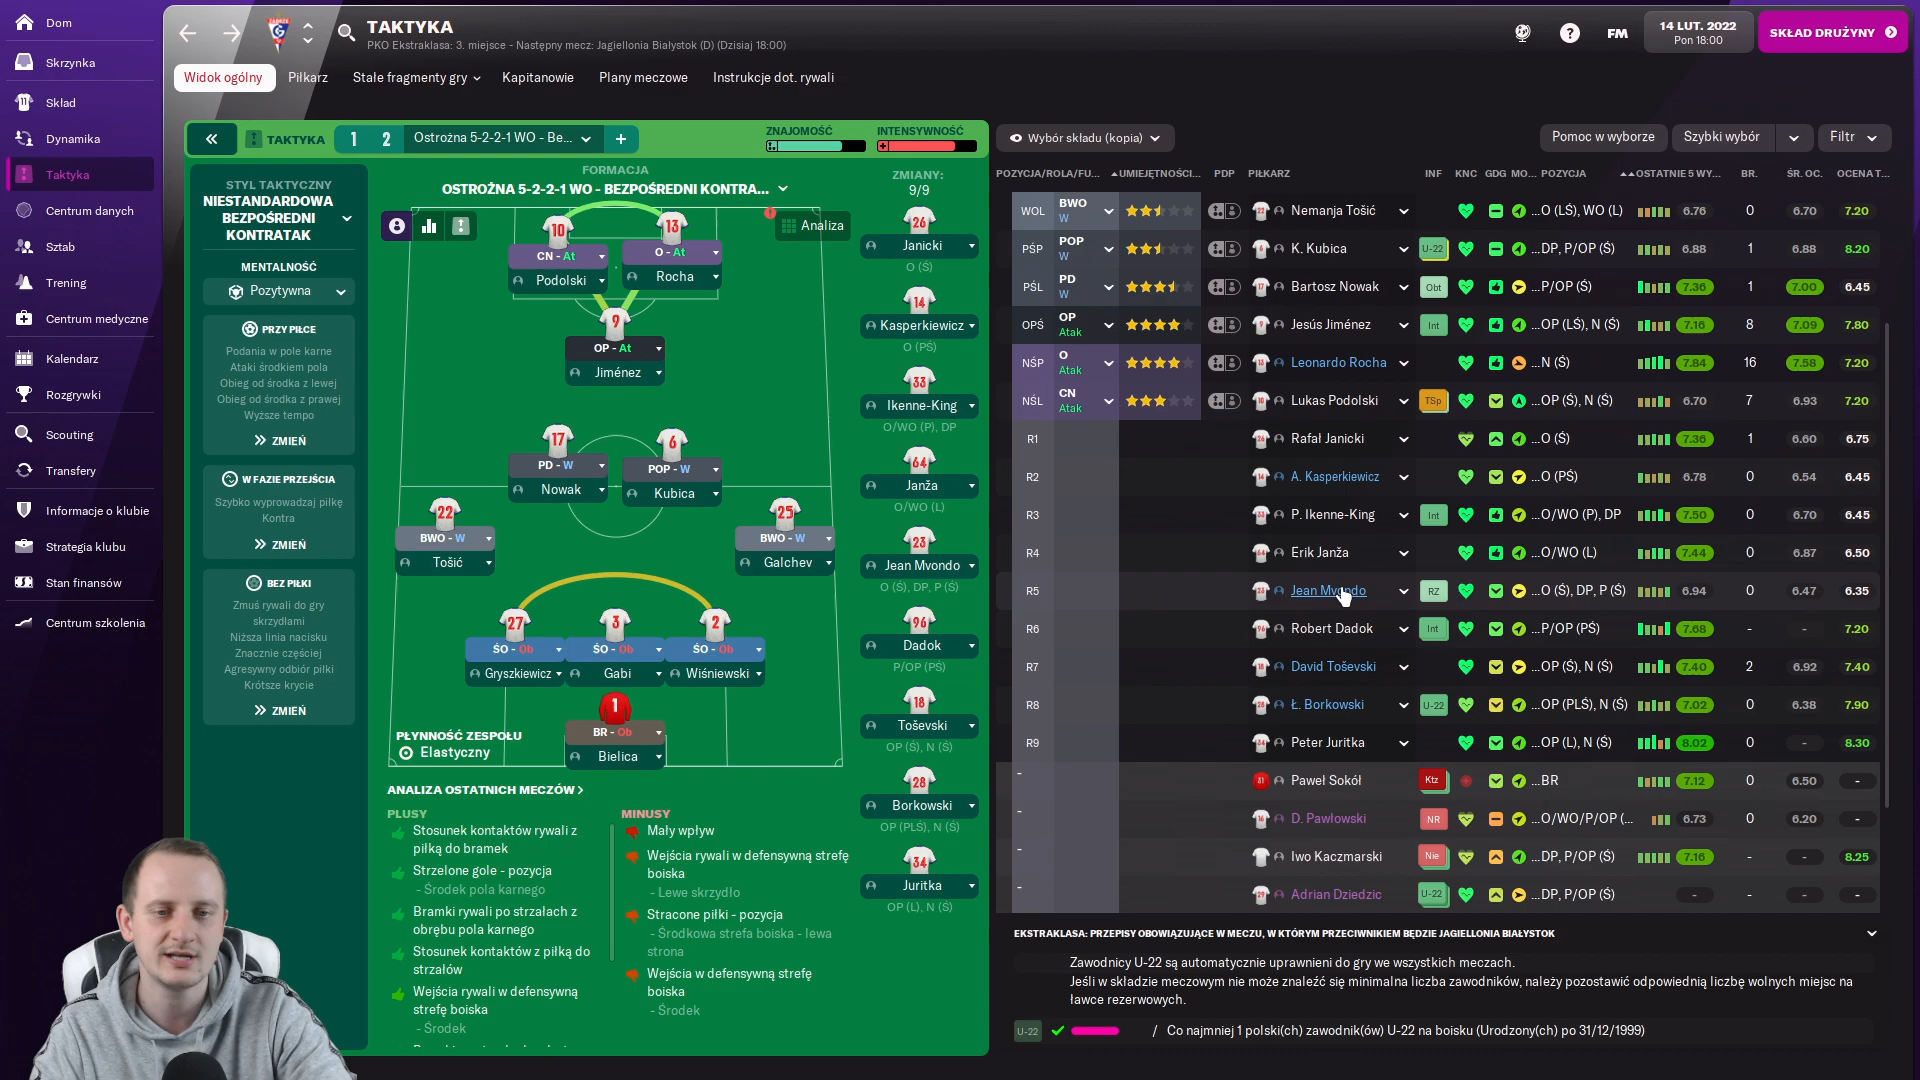 Dom
Skrzynka
Skład
Dynamika
Taktyka
Centrum danych
Sztab
Trening
Centrum medyczne
Kalendarz
Rozgrywki
Scouting
Transfery
Informacje o klubie
Strategia klubu
Stan finansów
Centrum szkolenia
TAKTYKA
PKO Ekstraklasa: 3. miejsce - Następny mecz: Jagiellonia Białystok (D) (Dzisiaj 18:00)
FM
14 LUT. 2022
Pon 18:00
SKŁAD DRUŻYNY
Widok ogólny
Piłkarz
Stałe fragmenty gry
Kapitanowie
Plany meczowe
Instrukcje dot. rywali
TAKTYKA
1 2
Ostrożna 5-2-2-1 WO - Be...
ZNAJOMOŚĆ
INTENSYWNOŚĆ
STYL TAKTYCZNY
NIESTANDARDOWA
BEZPOŚREDNI
KONTRATAK
MENTALNOŚĆ
Pozytywna
PRZY PIŁCE
Podania w pole karne
Ataki środkiem pola
Obieg od środka z lewej
Obieg od środka z prawej
Wyższe tempo
ZMIEŃ
W FAZIE PRZEJŚCIA
Szybko wyprowadzaj piłkę
Kontra
ZMIEŃ
BEZ PIŁKI
Zmuś rywali do gry
skrzydłami
Niższa linia nacisku
Znacznie częściej
Agresywny odbiór piłki
Krótsze krycie
ZMIEŃ
FORMACJA
OSTROŻNA 5-2-2-1 WO - BEZPOŚREDNI KONTRA...
Analiza
10
CN - At
Podolski
13
O - At
Rocha
9
OP - At
Jiménez
17
PD - W
Nowak
6
POP - W
Kubica
22
BWO - W
Tošić
25
BWO - W
Galchev
27
ŚO - Ob
Gryszkiewicz
3
ŚO - Ob
Gabi
2
ŚO - Ob
Wiśniewski
1
BR - Ob
Bielica
PŁYNNOŚĆ ZESPOŁU
Elastyczny
ZMIANY:
9/9
26
Janicki
O (Ś)
14
Kasperkiewicz
O (PŚ)
33
Ikenne-King
O/WO (P), DP
64
Janža
O/WO (L)
23
Jean Mvondo
O (Ś), DP, P (Ś)
96
Dadok
P/OP (PŚ)
18
Toševski
OP (Ś), N (Ś)
28
Borkowski
OP (PLŚ), N (Ś)
34
Juritka
OP (L), N (Ś)
ANALIZA OSTATNICH MECZÓW >
PLUSY
Stosunek kontaktów rywali z
piłką do bramek
Strzelone gole - pozycja
- Środek pola karnego
Bramki rywali po strzałach z
obrębu pola karnego
Stosunek kontaktów z piłką do
strzałów
Wejścia rywali w defensywną
strefę boiska
- Środek
MINUSY
Mały wpływ
Wejścia rywali w defensywną strefę
boiska
- Lewe skrzydło
Stracone piłki - pozycja
- Środkowa strefa boiska - lewa
strona
Wejścia w defensywną strefę
boiska
- Środek
Wybór składu (kopia)
Pomoc w wyborze
Szybki wybór
Filtr
POZYCJA/ROLA/FU... UMIEJĘTNOŚCI... PDP PIŁKARZ INF KNC GDG MO... POZYCJA OSTATNIE 5 WY... BR. ŚR. OC. OCENA T...
WOL BWO W Nemanja Tošić ...O (LŚ), WO (L) 6.76 0 6.70 7.20
PŚP POP W K. Kubica U-22 ...DP, P/OP (Ś) 6.88 1 6.88 8.20
PŚL PD W Bartosz Nowak Obt ...P/OP (Ś) 7.36 1 7.00 6.45
OPŚ OP Atak Jesús Jiménez Int ...OP (LŚ), N (Ś) 7.16 8 7.09 7.80
NŚP O Atak Leonardo Rocha ...N (Ś) 7.84 16 7.58 7.20
NŚL CN Atak Lukas Podolski TSp ...OP (Ś), N (Ś) 6.70 7 6.93 7.20
R1 Rafał Janicki ...O (Ś) 7.36 1 6.60 6.75
R2 A. Kasperkiewicz ...O (PŚ) 6.78 0 6.54 6.45
R3 P. Ikenne-King Int ...O/WO (P), DP 7.50 0 6.70 6.45
R4 Erik Janža ...O/WO (L) 7.44 0 6.87 6.50
R5 Jean Mvondo RZ ...O (Ś), DP, P (Ś) 6.94 0 6.47 6.35
R6 Robert Dadok Int ...P/OP (PŚ) 7.68 - - 7.20
R7 David Toševski ...OP (Ś), N (Ś) 7.40 2 6.92 7.40
R8 Ł. Borkowski U-22 ...OP (PLŚ), N (Ś) 7.02 0 6.38 7.90
R9 Peter Juritka ...OP (L), N (Ś) 8.02 0 - 8.30
- Paweł Sokół Ktz ...BR 7.12 0 6.50 -
- D. Pawłowski NR ...O/WO/P/OP (... 6.73 0 6.20 -
- Iwo Kaczmarski Nie ...DP, P/OP (Ś) 7.16 - - 8.25
- Adrian Dziedzic U-22 ...DP, P/OP (Ś) - - - -
EKSTRAKLASA: PRZEPISY OBOWIĄZUJĄCE W MECZU, W KTÓRYM PRZECIWNIKIEM BĘDZIE JAGIELLONIA BIAŁYSTOK
Zawodnicy U-22 są automatycznie uprawnieni do gry we wszystkich meczach.
Jeśli w składzie meczowym nie może znaleźć się minimalna liczba zawodników, należy pozostawić odpowiednią liczbę wolnych miejsc na
ławce rezerwowych.
U-22 / Co najmniej 1 polski(ch) zawodnik(ów) U-22 na boisku (Urodzony(ch) po 31/12/1999)